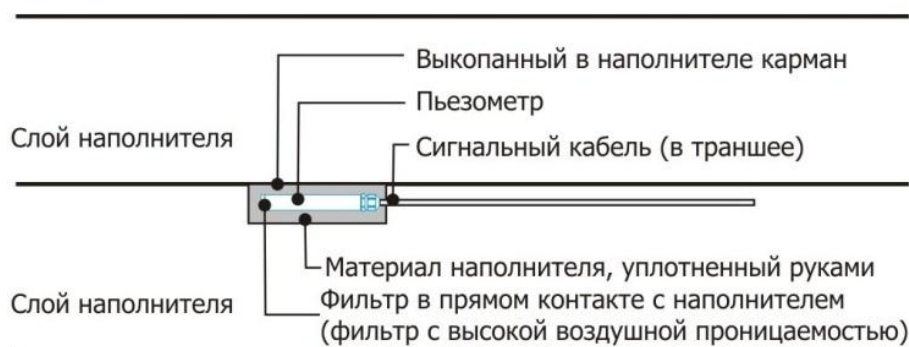 Выкопанный в наполнителе карман
Пьезометр
Слой наполнителя
Сигнальный кабель (в траншее)
Материал наполнителя, уплотненный руками
Слой наполнителя
Фильтр в прямом контакте с наполнителем
(фильтр с высокой воздушной проницаемостью)